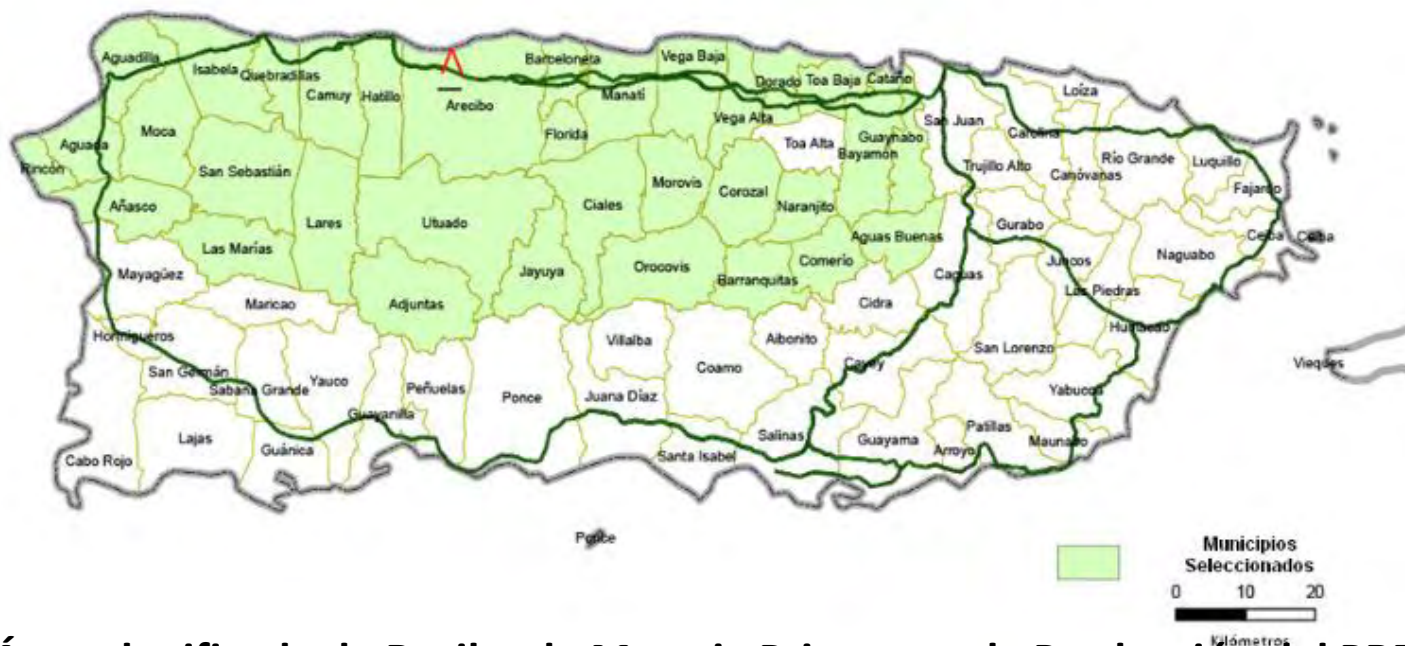 Aguadilla
Isabela
Quebradillas
Camuy
Hatillo
Arecibo
Barceloneta
Manatí
Vega Baja
Dorado
Toa Baja
Cataño
Loíza
Moca
Florida
Vega Alta
Toa Alta
Guaynabo
Bayamón
San Juan
Carolina
Aguada
Rincón
San Sebastián
Trujillo Alto
Canóvanas
Río Grande
Luquillo
Fajardo
Añasco
Lares
Utuado
Ciales
Morovis
Corozal
Naranjito
Las Marías
Aguas Buenas
Gurabo
Ceiba
Ceiba
Mayagüez
Jayuya
Orocovis
Comerío
Barranquitas
Caguas
Juncos
Naguabo
Las Piedras
Maricao
Adjuntas
Cidra
Humacao
Hormigueros
Villalba
Aibonito
San Lorenzo
San Germán
Sabana Grande
Yauco
Peñuelas
Coamo
Cayey
Vieques
Guayanilla
Ponce
Juana Díaz
Yabucoa
Lajas
Guánica
Salinas
Guayama
Patillas
Arroyo
Maunabo
Cabo Rojo
Santa Isabel
Ponce
Municipios
Seleccionados
0 10 20
Kilómetros